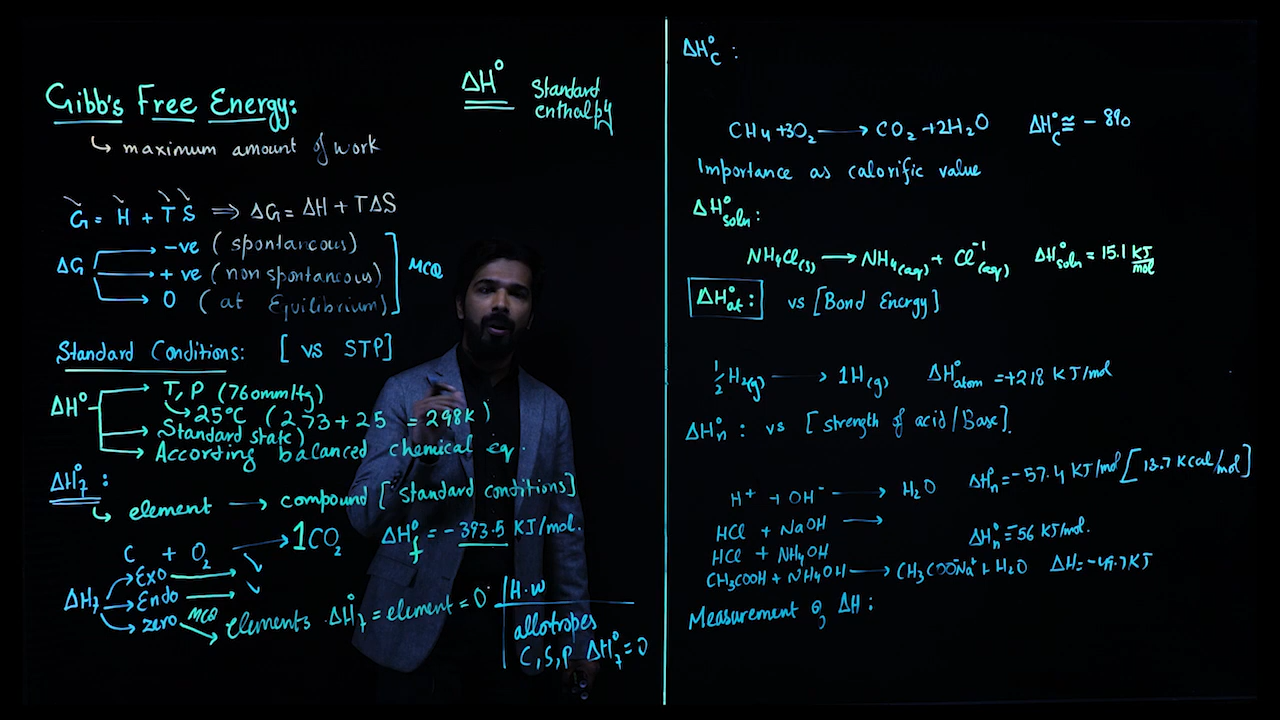 Gibb's Free Energy:
↳ maximum amount of work
G = H + TS ⇒ ΔG = ΔH + TΔS
ΔG
-ve (spontaneous)
+ve (non spontaneous)
0 (at Equilibrium)
MCQ
Standard Conditions: [vs STP]
ΔH°
T, P (760mmHg)
↳ 25°C (273+25 = 298K)
Standard state)
According balanced chemical eq.
ΔH°f :
↳ element → compound [Standard conditions]
C + O2 → 1CO2 ΔH°f = -393.5 KJ/mol.
ΔHf
Exo →
Endo →
zero MCQ → elements ΔH°f = element = 0
H.W
allotropes
C, S, P ΔH°f = 0
ΔH° Standard
enthalpy
ΔH°c :
CH4 + 3O2 → CO2 + 2H2O ΔH°c ≅ - 890
Importance as calorific value
ΔH°soln :
NH4Cl(s) → NH4(aq) + Cl-1(aq) ΔH°soln = 15.1 KJ/mol
ΔH°at : vs [Bond Energy]
1/2 H2(g) → 1H(g) ΔH°atom = +218 KJ/mol
ΔH°n : vs [strength of acid/Base].
H+ + OH- → H2O ΔH°n = -57.4 KJ/mol [13.7 Kcal/mol]
HCl + NaOH →
HCl + NH4OH ΔH°n = -56 KJ/mol.
CH3COOH + NH4OH → CH3COONa+ + H2O ΔH = -49.7KJ
Measurement of ΔH :